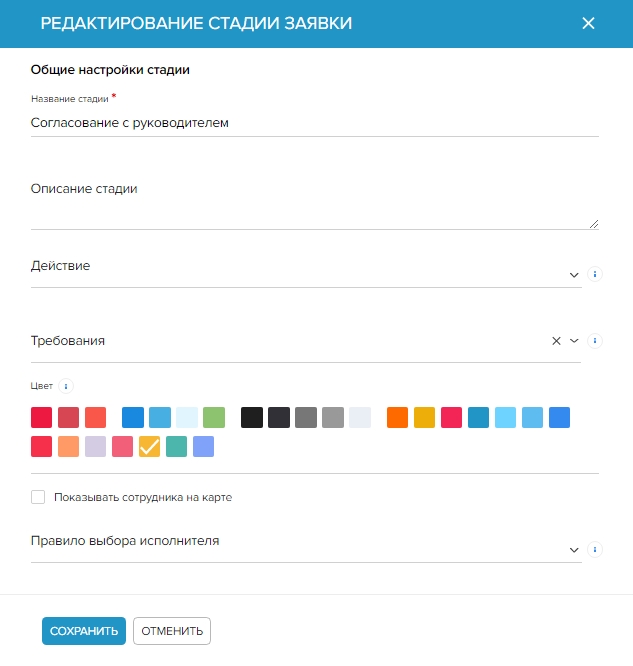 РЕДАКТИРОВАНИЕ СТАДИИ ЗАЯВКИ
Общие настройки стадии
Название стадии *
Согласование с руководителем
Описание стадии
Действие
Требования
Цвет
Показывать сотрудника на карте
Правило выбора исполнителя
СОХРАНИТЬ ОТМЕНИТЬ